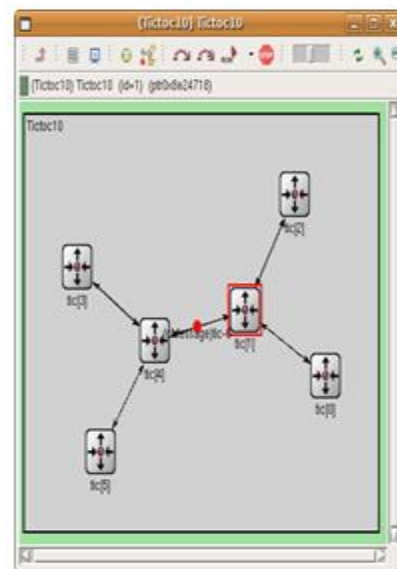 (Tictoc10) Tictoc10
STOP
(Tictoc10) Tictoc10 (id=1) (ptr0x8e24718)
Tictoc10
tic[2]
tic[3]
tic[1]
tic[4]
tic[0]
tic[5]